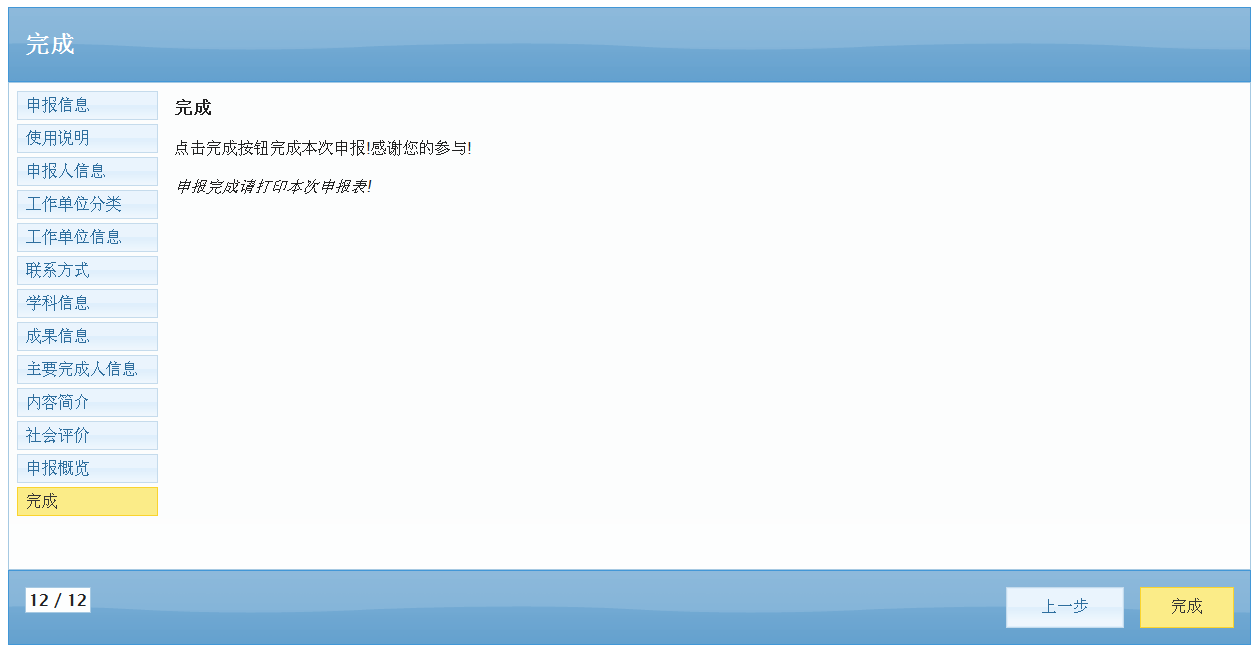 完成
申报信息
使用说明
申报人信息
工作单位分类
工作单位信息
联系方式
学科信息
成果信息
主要完成人信息
内容简介
社会评价
申报概览
完成
完成
点击完成按钮完成本次申报!感谢您的参与!
申报完成请打印本次申报表!
12 / 12
上一步
完成